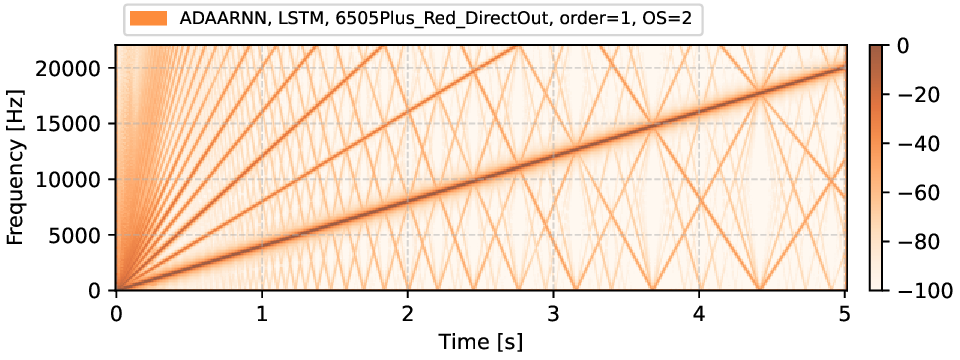 ADAARNN, LSTM, 6505Plus_Red_DirectOut, order=1, OS=2
Frequency [Hz]
20000
15000
10000
5000
0
0 1 2 3 4 5
Time [s]
0
−20
−40
−60
−80
−100